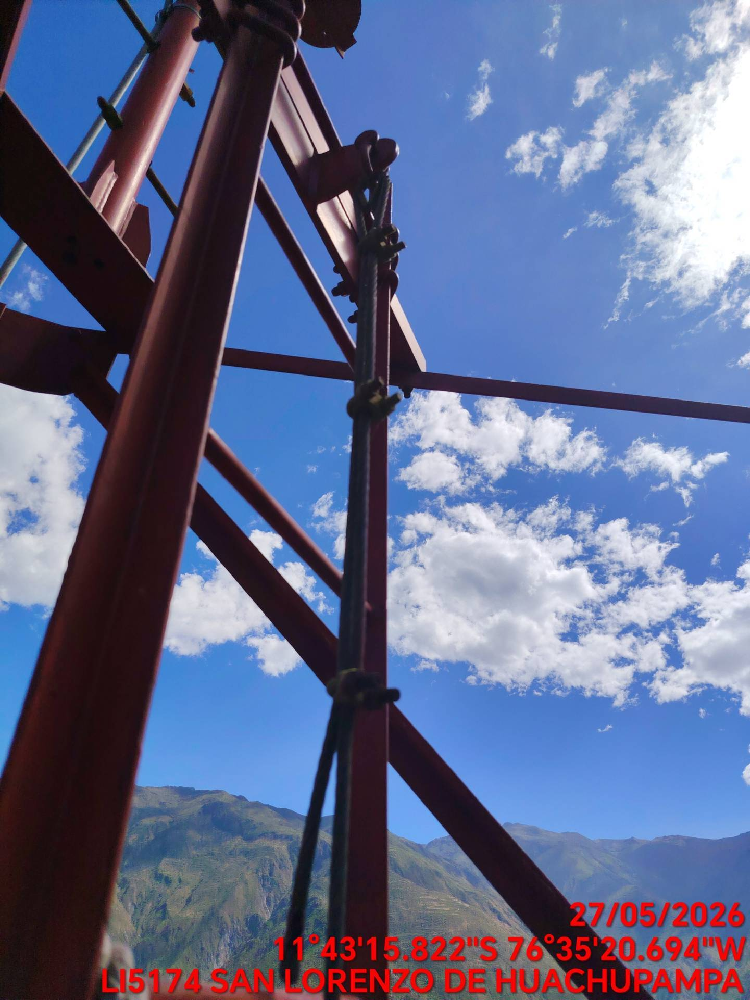 27/05/2026
11°43'15.822"S 76°35'20.694"W
LI5174 SAN LORENZO DE HUACHUPAMPA